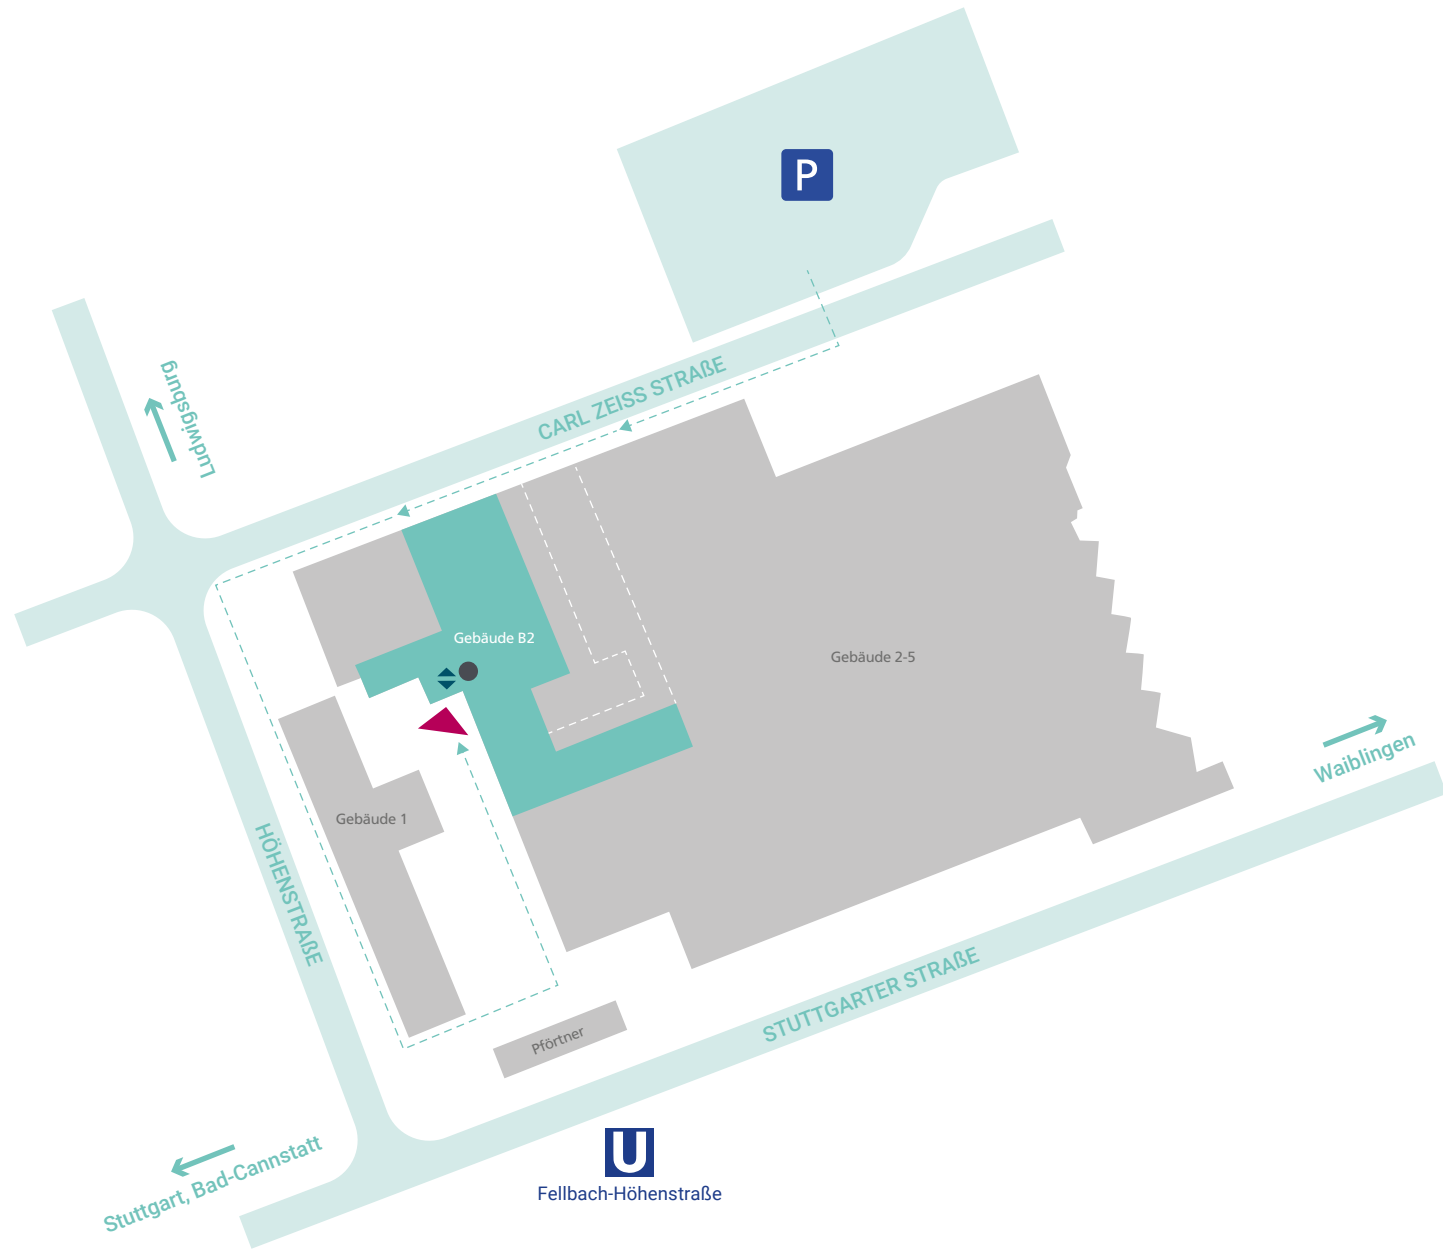 P
Ludwigsburg
CARL ZEISS STRAßE
Gebäude B2
Gebäude 2-5
Waiblingen
Gebäude 1
HÖHENSTRAßE
STUTTGARTER STRAßE
Pförtner
Stuttgart, Bad-Cannstatt
U
Fellbach-Höhenstraße